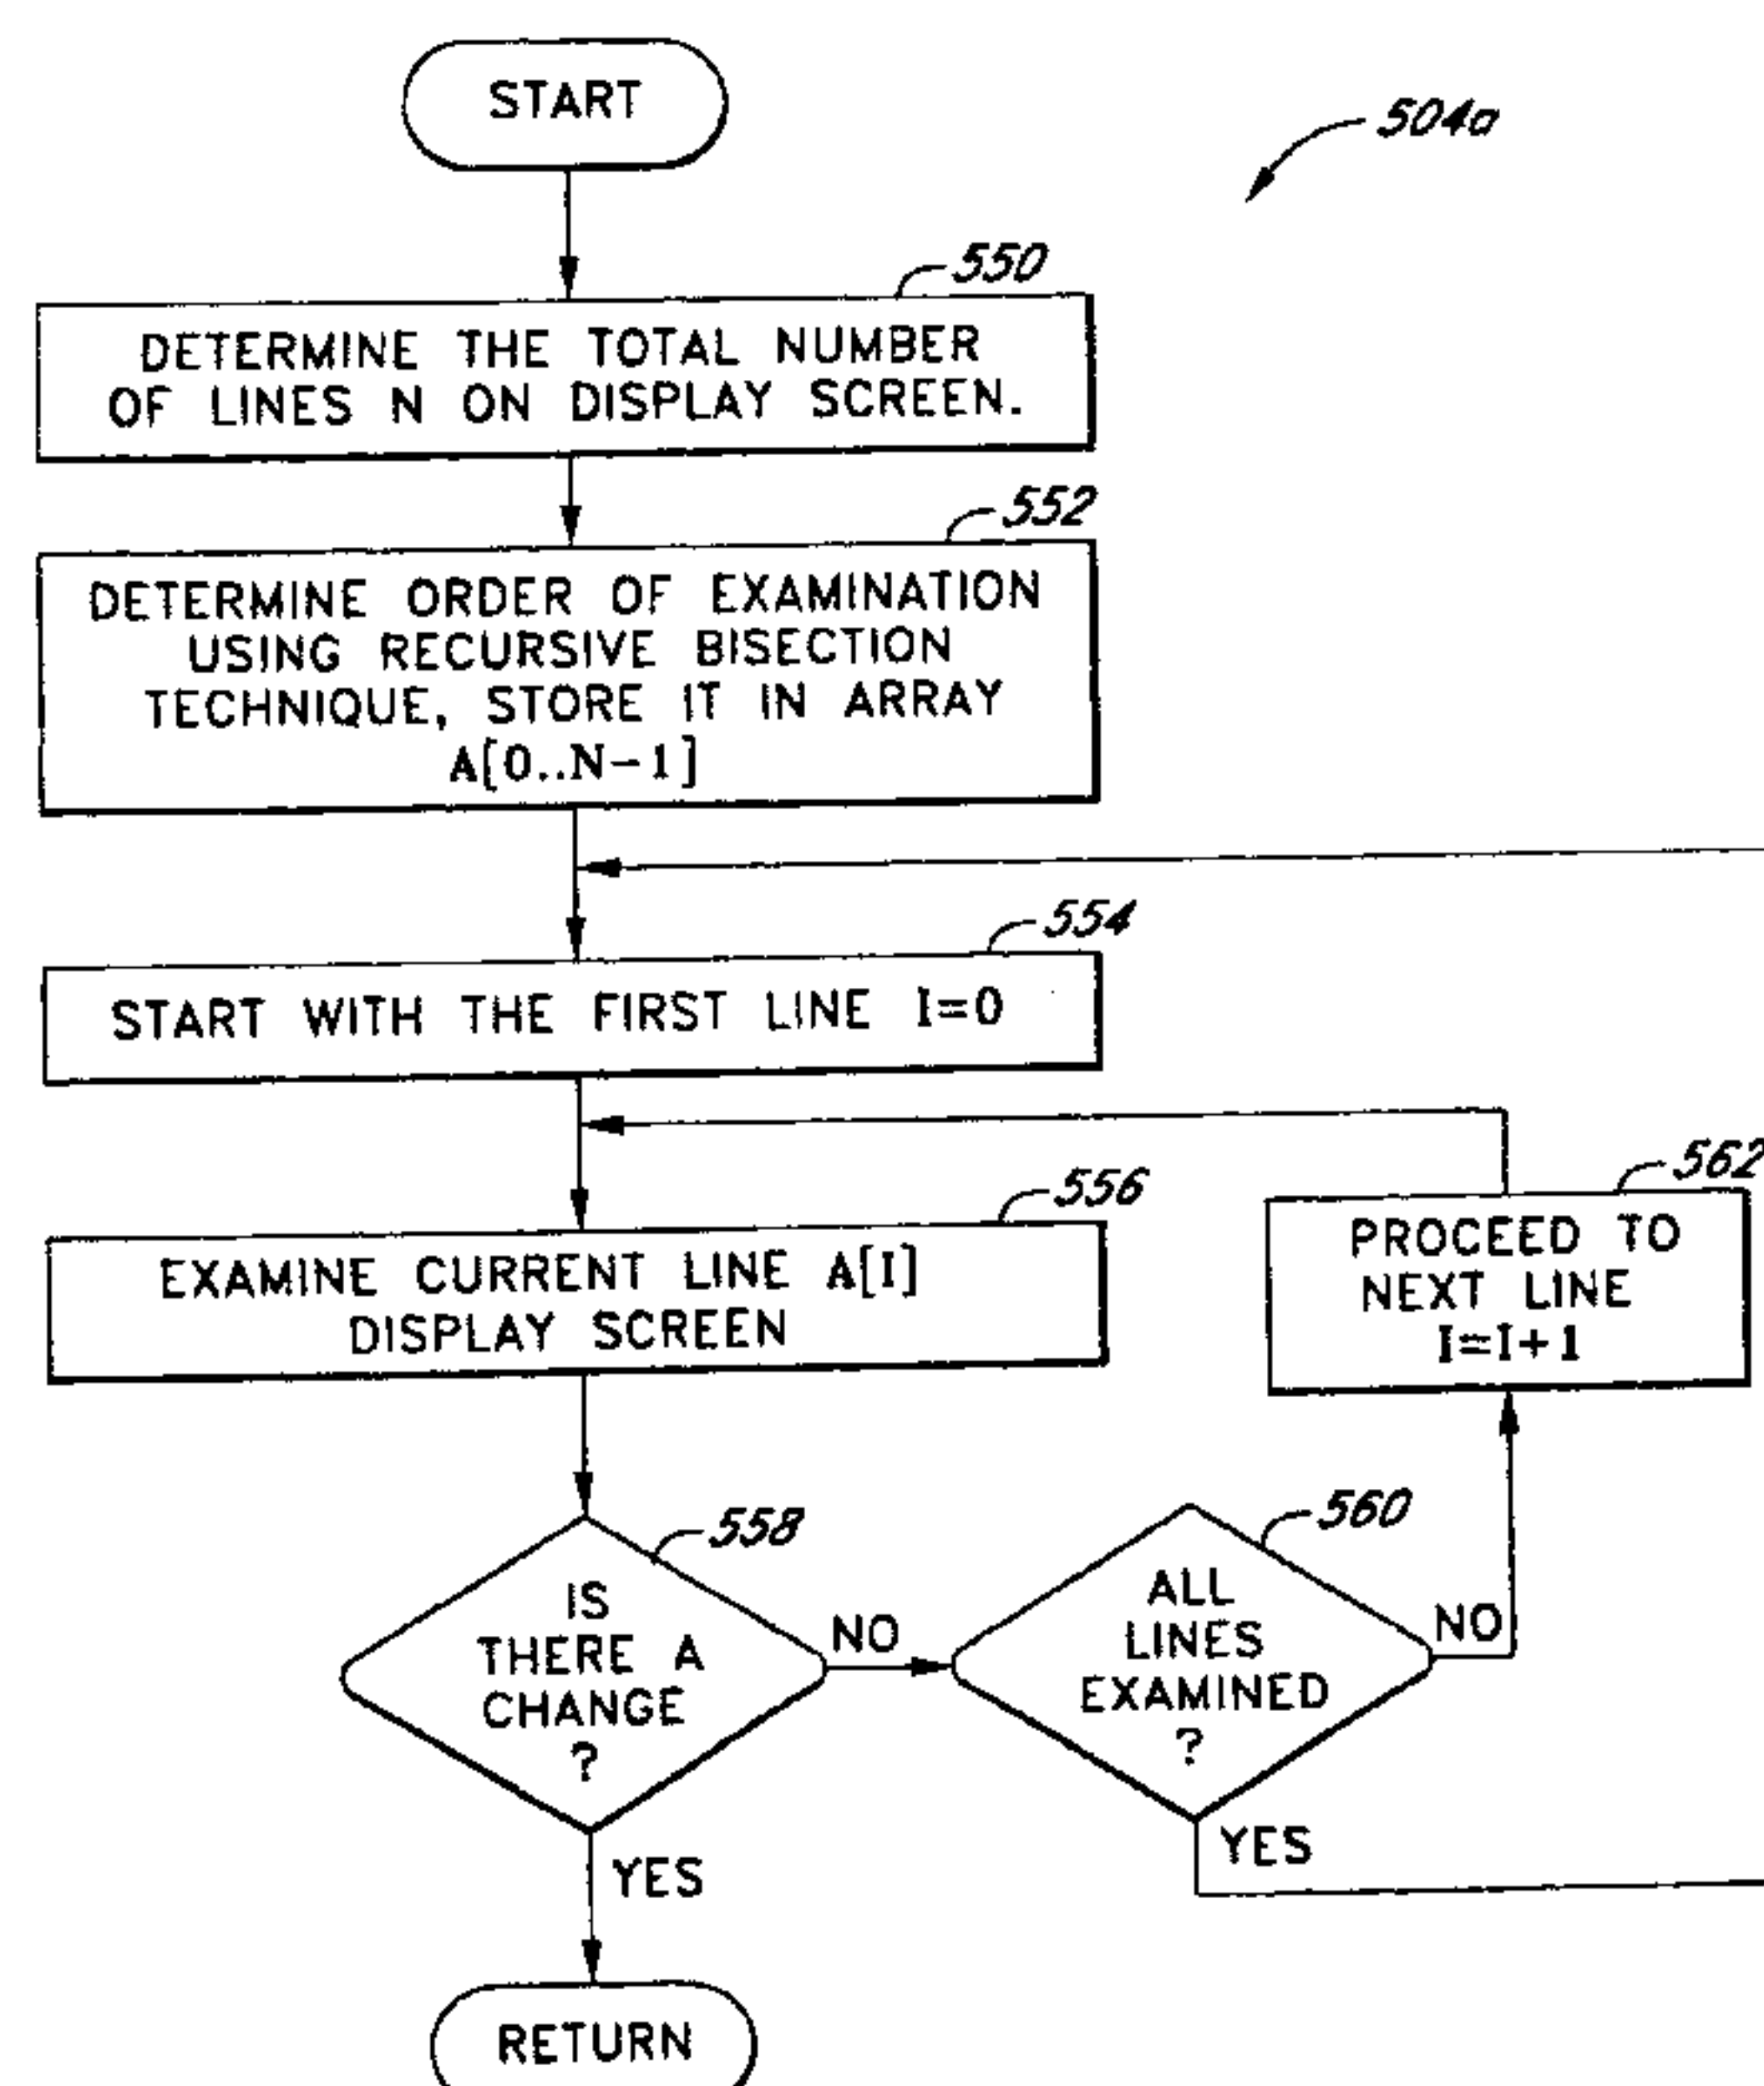 START
504a
550
DETERMINE THE TOTAL NUMBER
OF LINES N ON DISPLAY SCREEN.
552
DETERMINE ORDER OF EXAMINATION
USING RECURSIVE BISECTION
TECHNIQUE, STORE IT IN ARRAY
A[0..N-1]
554
START WITH THE FIRST LINE I=0
556
EXAMINE CURRENT LINE A[I]
DISPLAY SCREEN
562
PROCEED TO
NEXT LINE
I=I+1
558
IS
THERE A
CHANGE
?
NO
560
ALL
LINES
EXAMINED
?
NO
YES
YES
RETURN